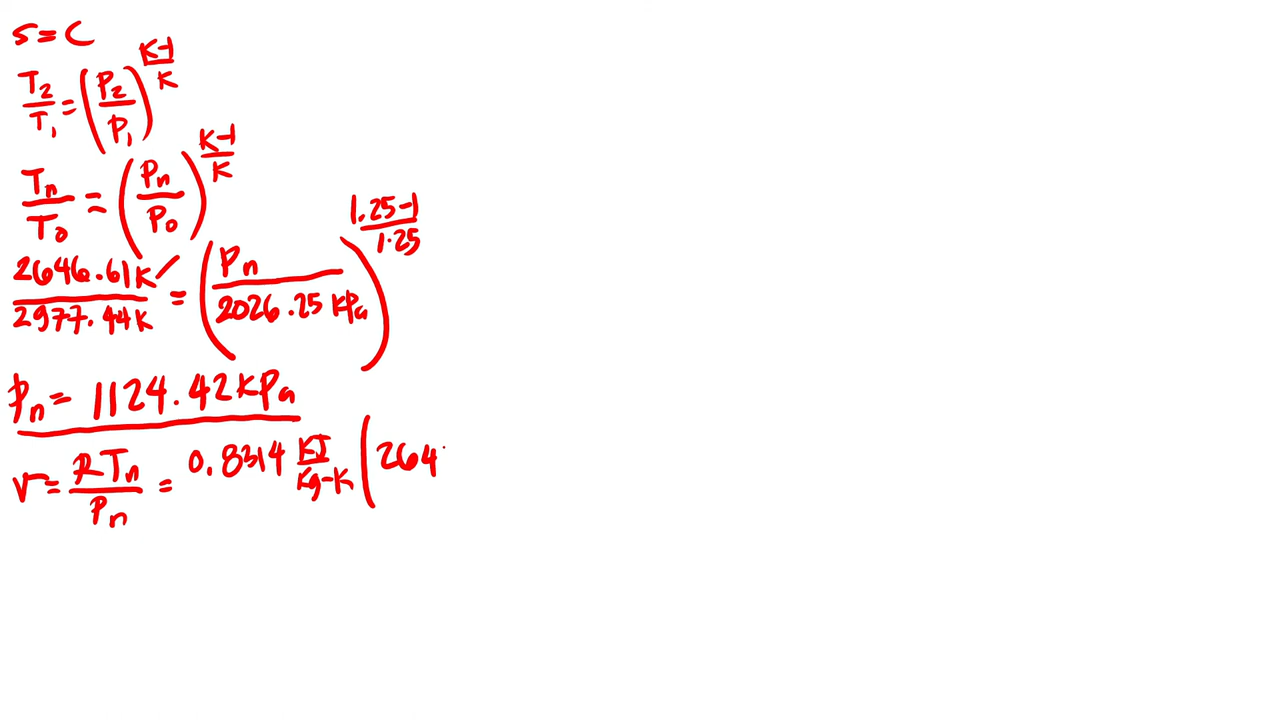 S = C
T2/T1 = (P2/P1)^(K-1/K)
Tn/To = (Pn/Po)^(K-1/K)
2646.61K/2977.44K = (Pn/2026.25 KPa)^(1.25-1/1.25)
Pn = 1124.42 KPa
V = RTn/Pn = 0.8314 KJ/Kg-K (264